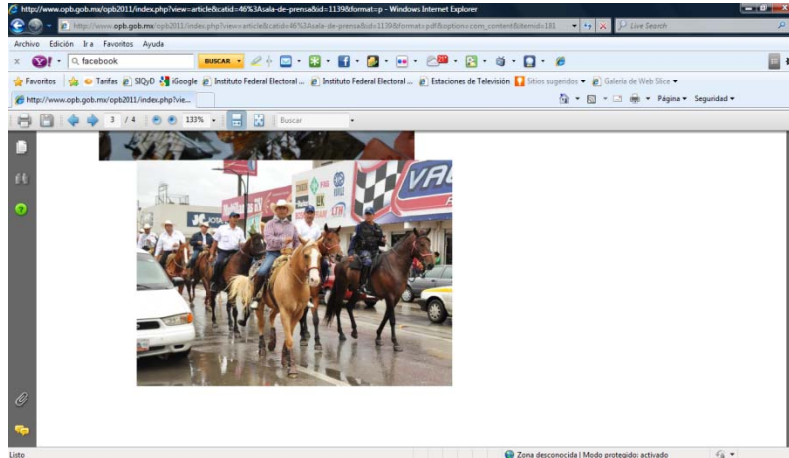 http://www.opb.gob.mx/opb2011/index.php?view=article&catid=46%3Asala-de-prensa&id=1139&format=p - Windows Internet Explorer
http://www.opb.gob.mx/opb2011/index.php?view=article&catid=46%3Asala-de-prensa&id=1139&format=pdf&option=com_content&Itemid=181
Live Search
Archivo Edición Ir a Favoritos Ayuda
x Y! facebook BUSCAR
Favoritos Tarifas SIQyD iGoogle Instituto Federal Electoral ... Instituto Federal Electoral ... Estaciones de Televisión Sitios sugeridos Galería de Web Slice
http://www.opb.gob.mx/opb2011/index.php?vie... Página Seguridad
3 / 4 133% Buscar
FAG
LTH
JC
Listo Zona desconocida | Modo protegido: activado